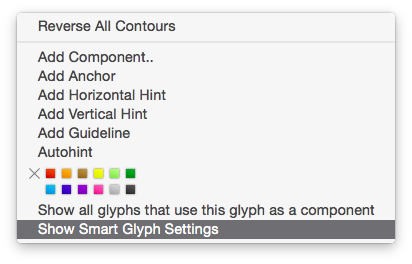 Reverse All Contours
Add Component..
Add Anchor
Add Horizontal Hint
Add Vertical Hint
Add Guideline
Autohint
Show all glyphs that use this glyph as a component
Show Smart Glyph Settings